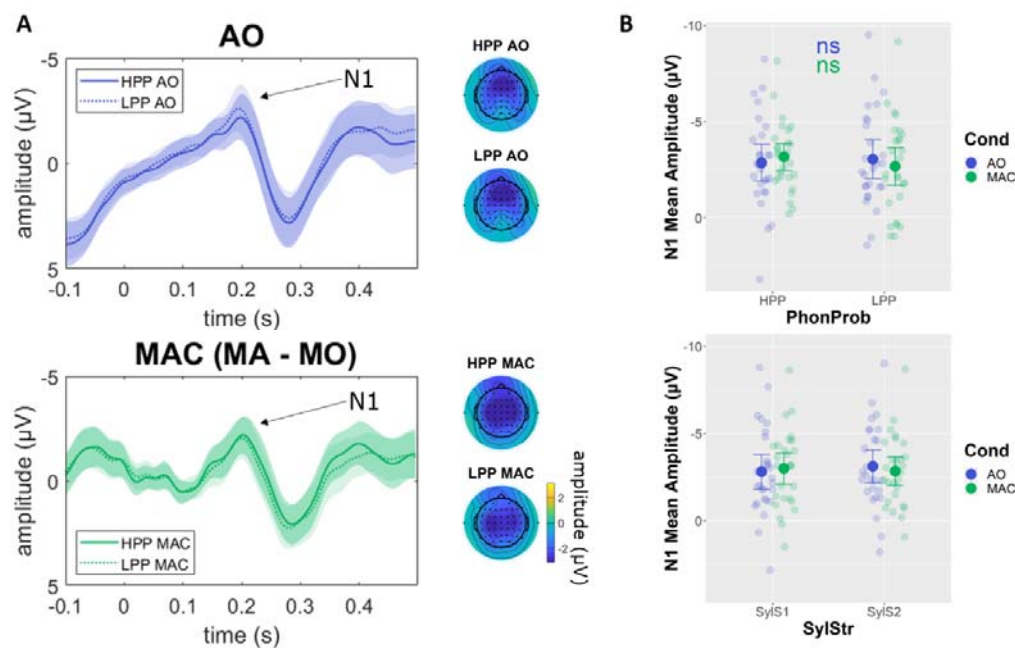 A
AO
-5
0
5
amplitude (µV)
HPP AO
LPP AO
N1
-0.1 0 0.1 0.2 0.3 0.4
time (s)
HPP AO
LPP AO
MAC (MA - MO)
-5
0
5
amplitude (µV)
HPP MAC
LPP MAC
N1
-0.1 0 0.1 0.2 0.3 0.4
time (s)
HPP MAC
LPP MAC
2
0
-2
amplitude (µV)
B
-10
-5
0
N1 Mean Amplitude (µV)
ns
ns
HPP LPP
PhonProb
Cond
AO
MAC
-10
-5
0
N1 Mean Amplitude (µV)
SylS1 SylS2
SylStr
Cond
AO
MAC